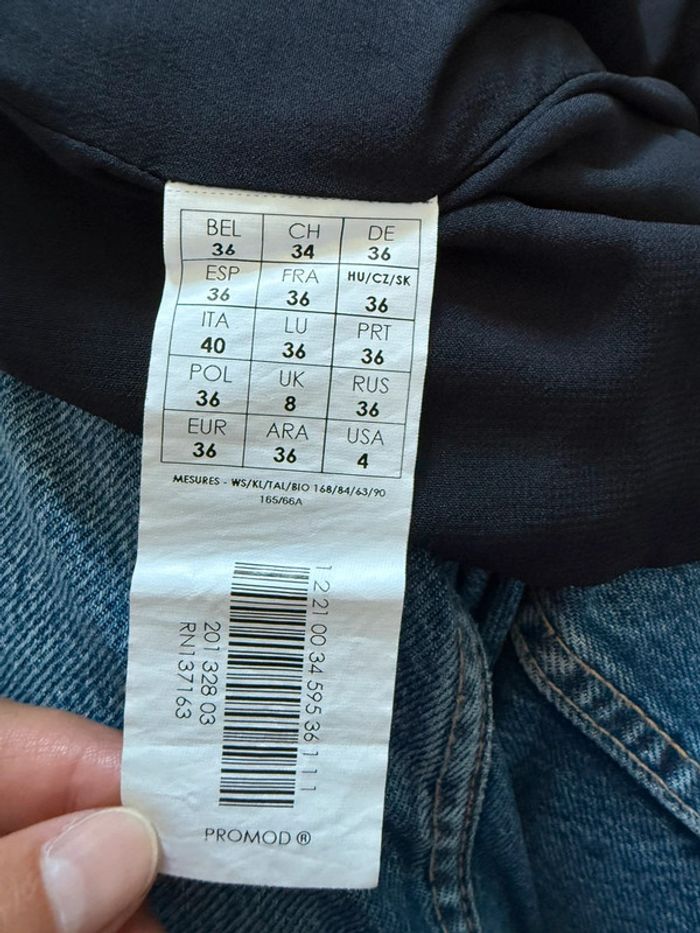 BEL CH DE
36 34 36
ESP FRA HU/CZ/SK
36 36 36
ITA LU PRT
40 36 36
POL UK RUS
36 8 36
EUR ARA USA
36 36 4
MESURES - WS/KL/TAL/BIO 168/84/63/90
165/66A
1 2 21 00 34 595 36 1 1 1
201 328 03
RN137163
PROMOD ®